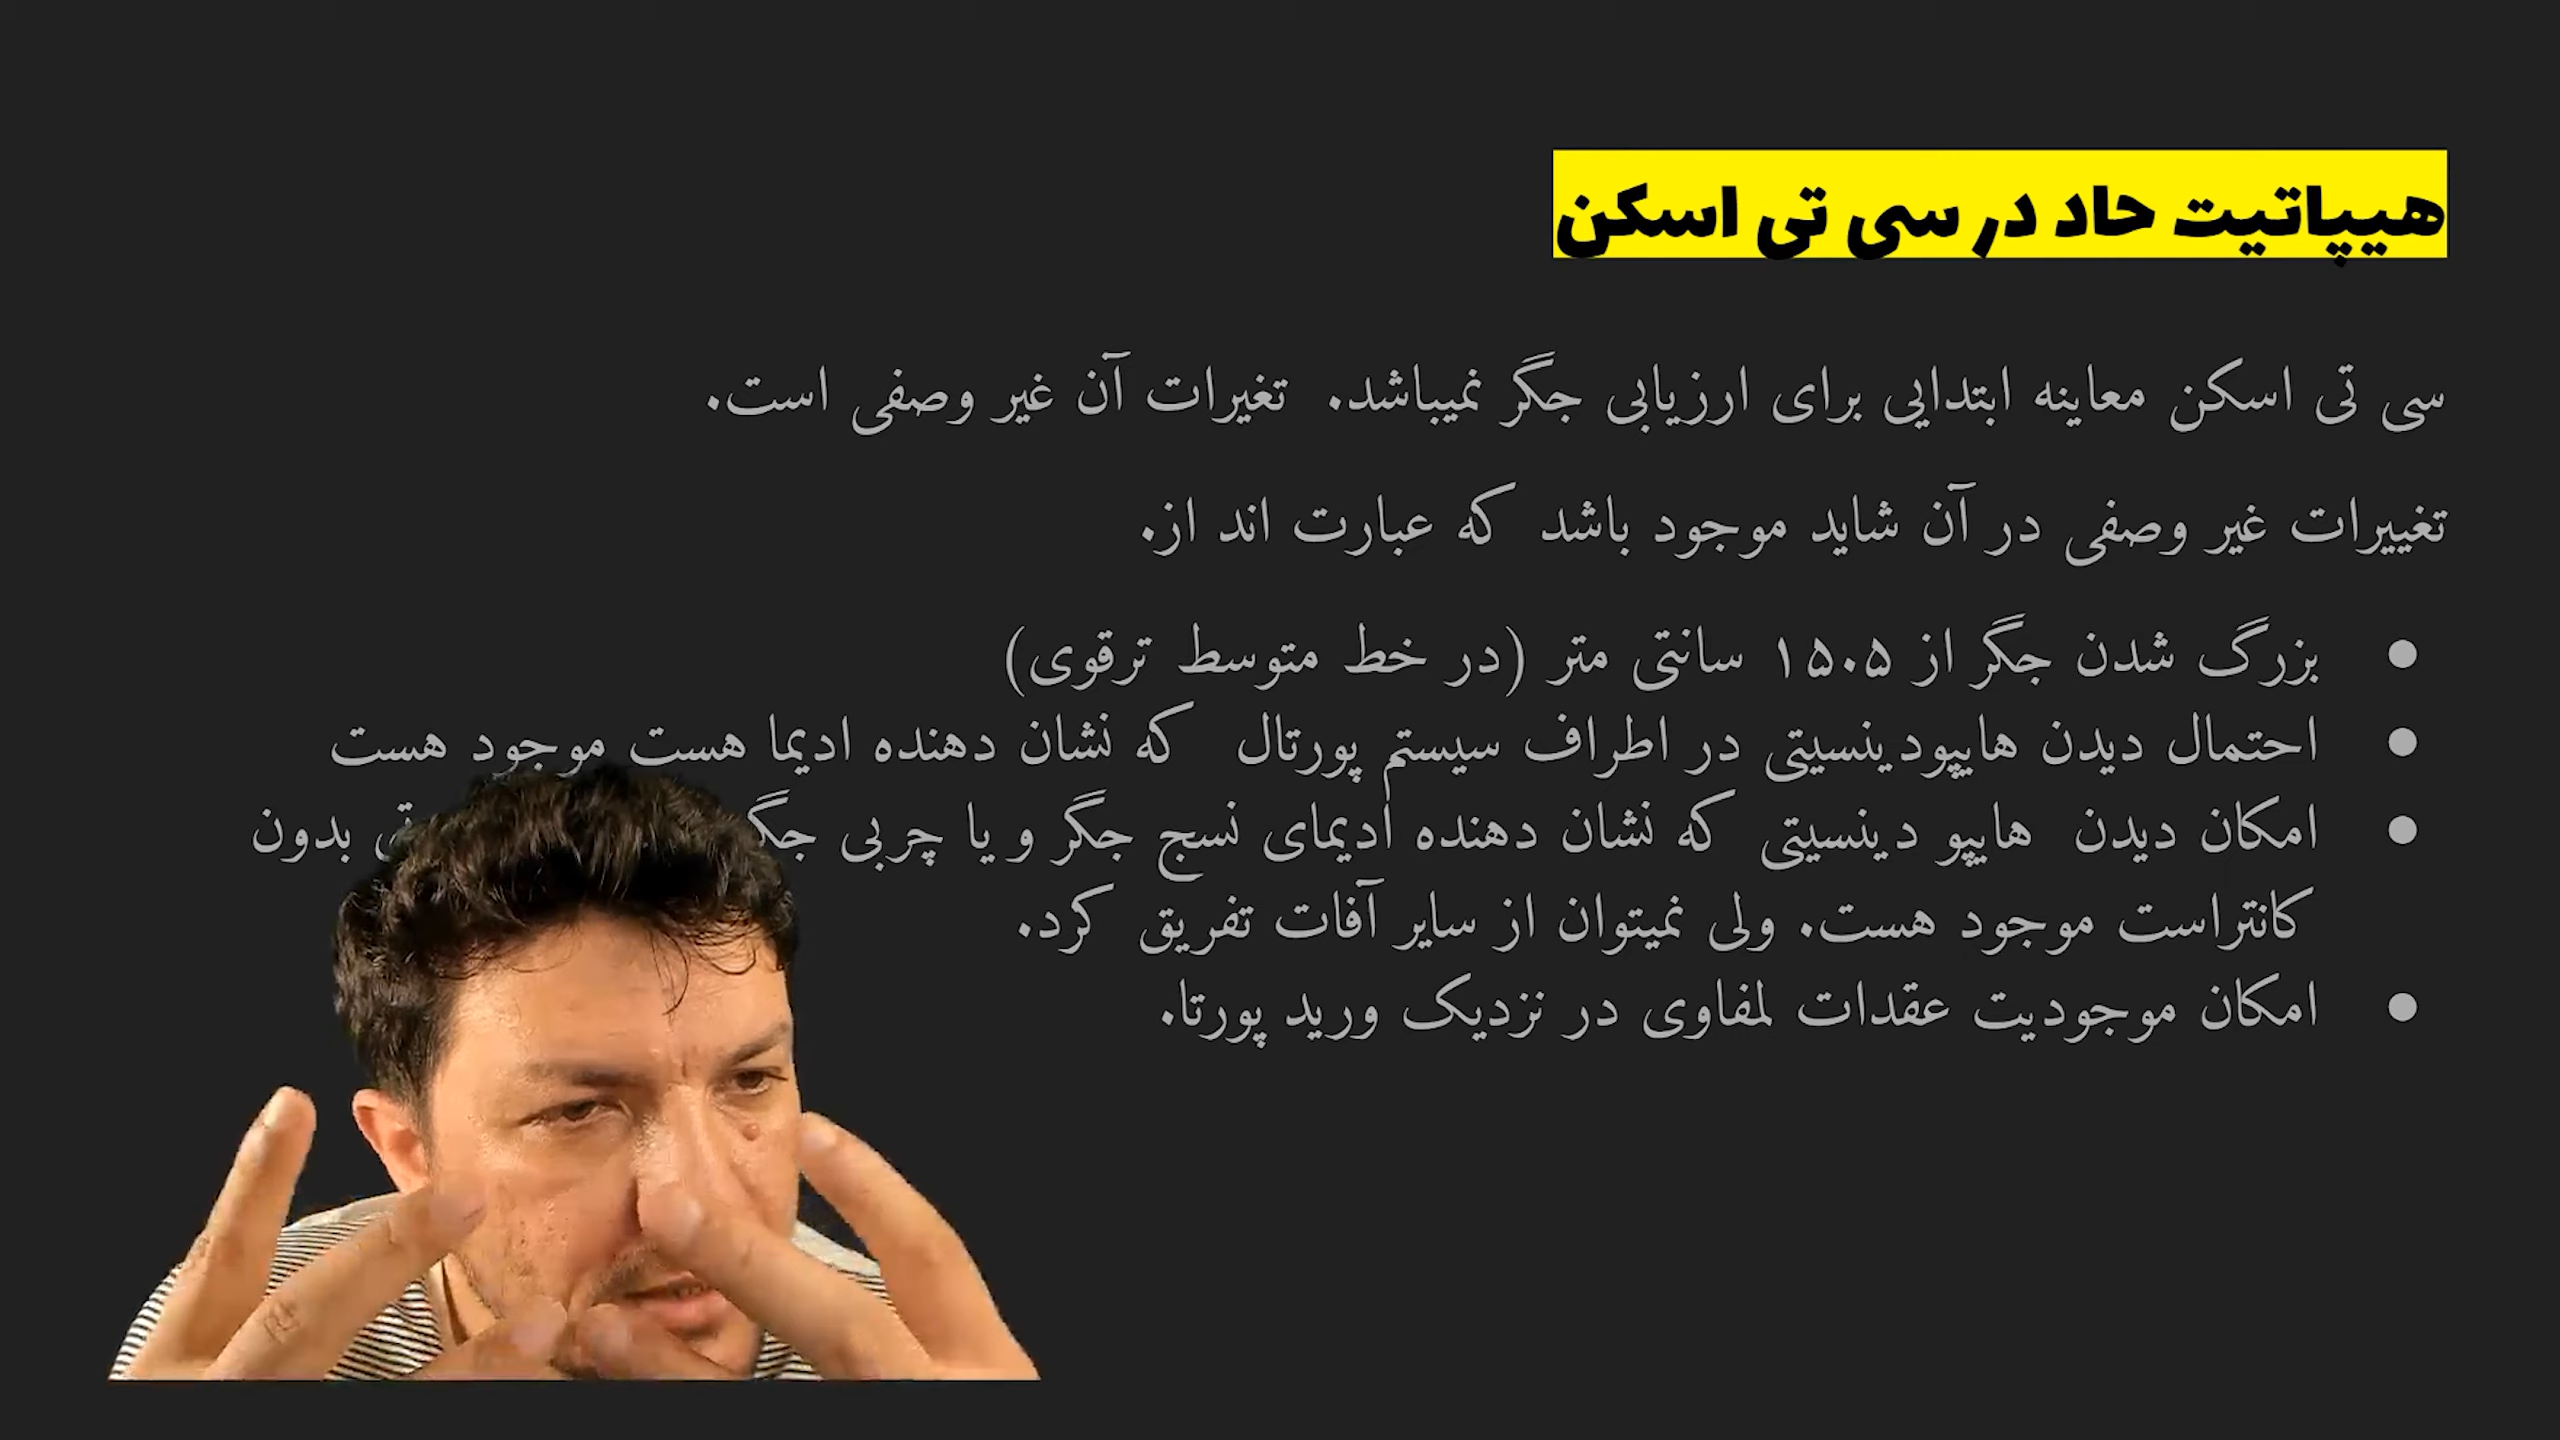 هیپاتیت حاد در سی تی اسکن
سی تی اسکن معاینه ابتدایی برای ارزیابی جگر نمیباشد. تغیرات آن غیر وصفی است.
تغییرات غیر وصفی در آن شاید موجود باشد که عبارت اند از.
● بزرگ شدن جگر از ۱۵.۵ سانتی متر (در خط متوسط ترقوی)
● احتمال دیدن هایپودینسیتی در اطراف سیستم پورتال که نشان دهنده ادیما هست موجود هست
● امکان دیدن هایپو دینسیتی که نشان دهنده ادیمای نسج جگر و یا چربی بدون
کانتراست موجود هست. ولی نمیتوان از سایر آفات تفریق کرد.
● امکان موجودیت عقدات لمفاوی در نزدیک ورید پورتا.